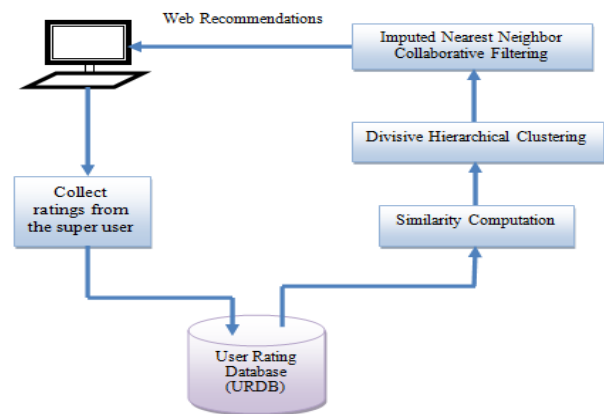 Web Recommendations
Imputed Nearest Neighbor
Collaborative Filtering
Divisive Hierarchical Clustering
Collect
ratings from
the super user
Similarity Computation
User Rating
Database
(URDB)